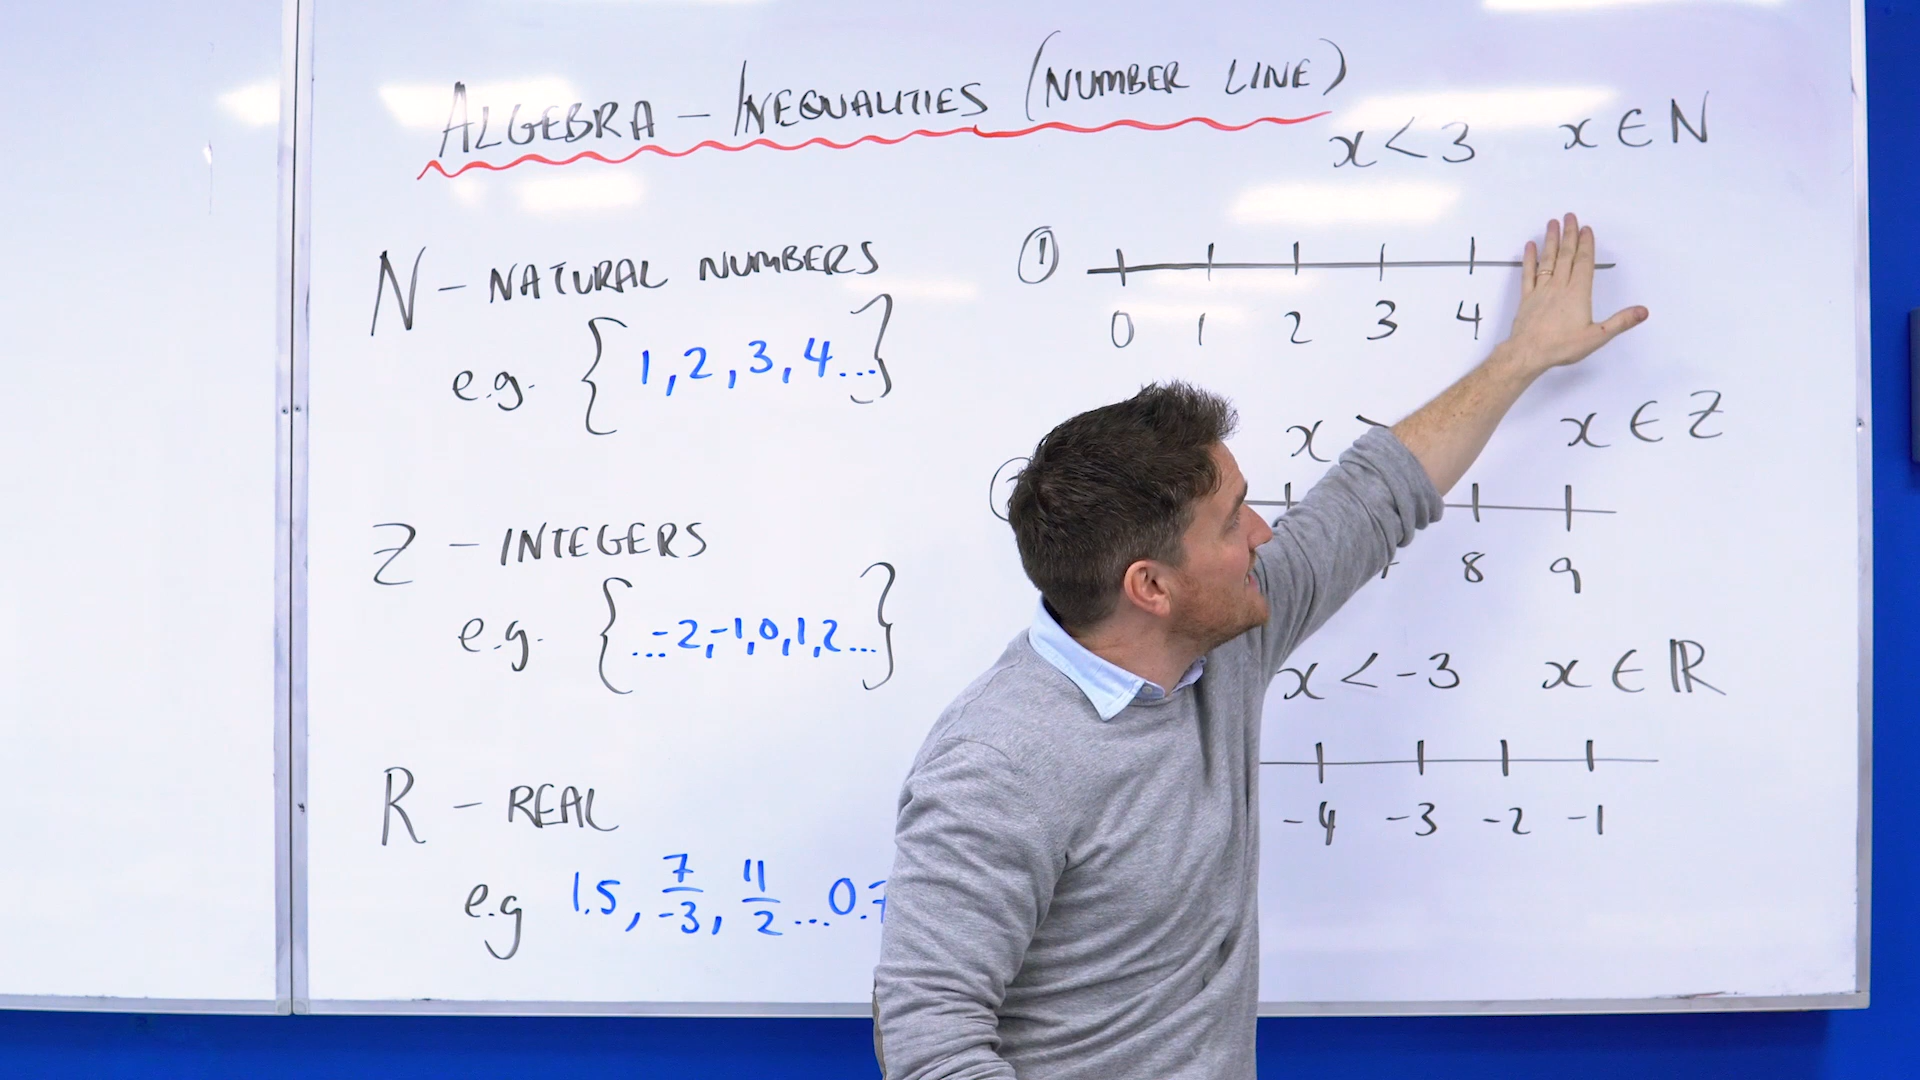 ALGEBRA – INEQUALITIES (NUMBER LINE)
N – NATURAL NUMBERS
e.g. { 1, 2, 3, 4... }
Z – INTEGERS
e.g. { ...-2, -1, 0, 1, 2... }
R – REAL
e.g 1.5, 7/-3, 11/2 ...0.7
x < 3 x ∈ N
①
0 1 2 3 4
x > x ∈ Z
8 9
x < -3 x ∈ ℝ
-4 -3 -2 -1